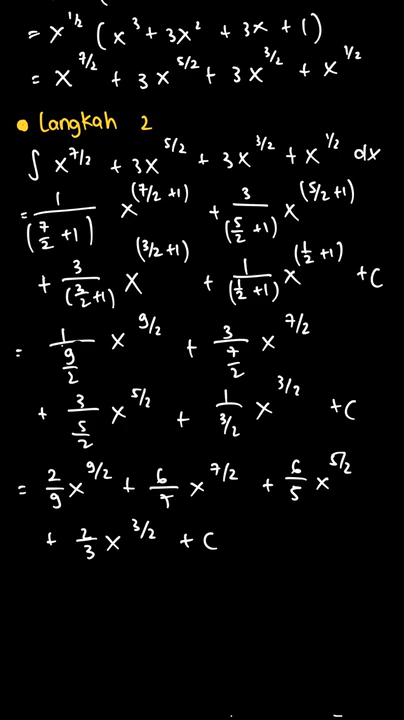 = x^{1/2} (x^3 + 3x^2 + 3x + 1)
= x^{7/2} + 3x^{5/2} + 3x^{3/2} + x^{1/2}
• Langkah 2
∫ x^{7/2} + 3x^{5/2} + 3x^{3/2} + x^{1/2} dx
= 1/(7/2 + 1) x^{(7/2 + 1)} + 3/(5/2 + 1) x^{(5/2 + 1)}
+ 3/(3/2 + 1) x^{(3/2 + 1)} + 1/(1/2 + 1) x^{(1/2 + 1)} + C
= 1/(9/2) x^{9/2} + 3/(7/2) x^{7/2}
+ 3/(5/2) x^{5/2} + 1/(3/2) x^{3/2} + C
= 2/9 x^{9/2} + 6/7 x^{7/2} + 6/5 x^{5/2}
+ 2/3 x^{3/2} + C